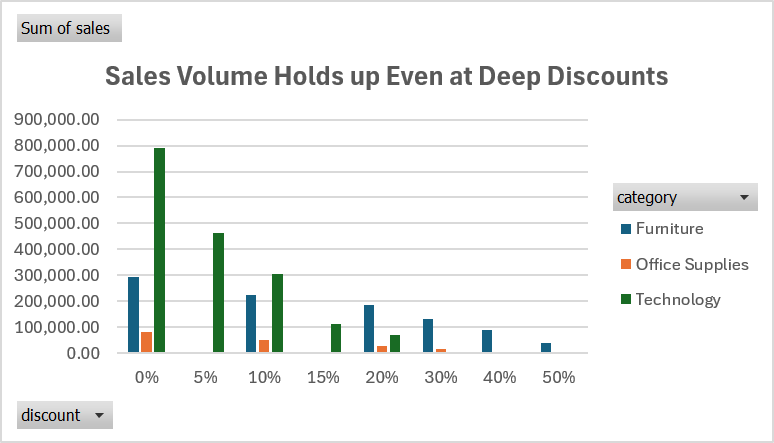 Sum of sales
Sales Volume Holds up Even at Deep Discounts
900,000.00
800,000.00
700,000.00
600,000.00
500,000.00
400,000.00
300,000.00
200,000.00
100,000.00
0.00
0% 5% 10% 15% 20% 30% 40% 50%
category
Furniture
Office Supplies
Technology
discount